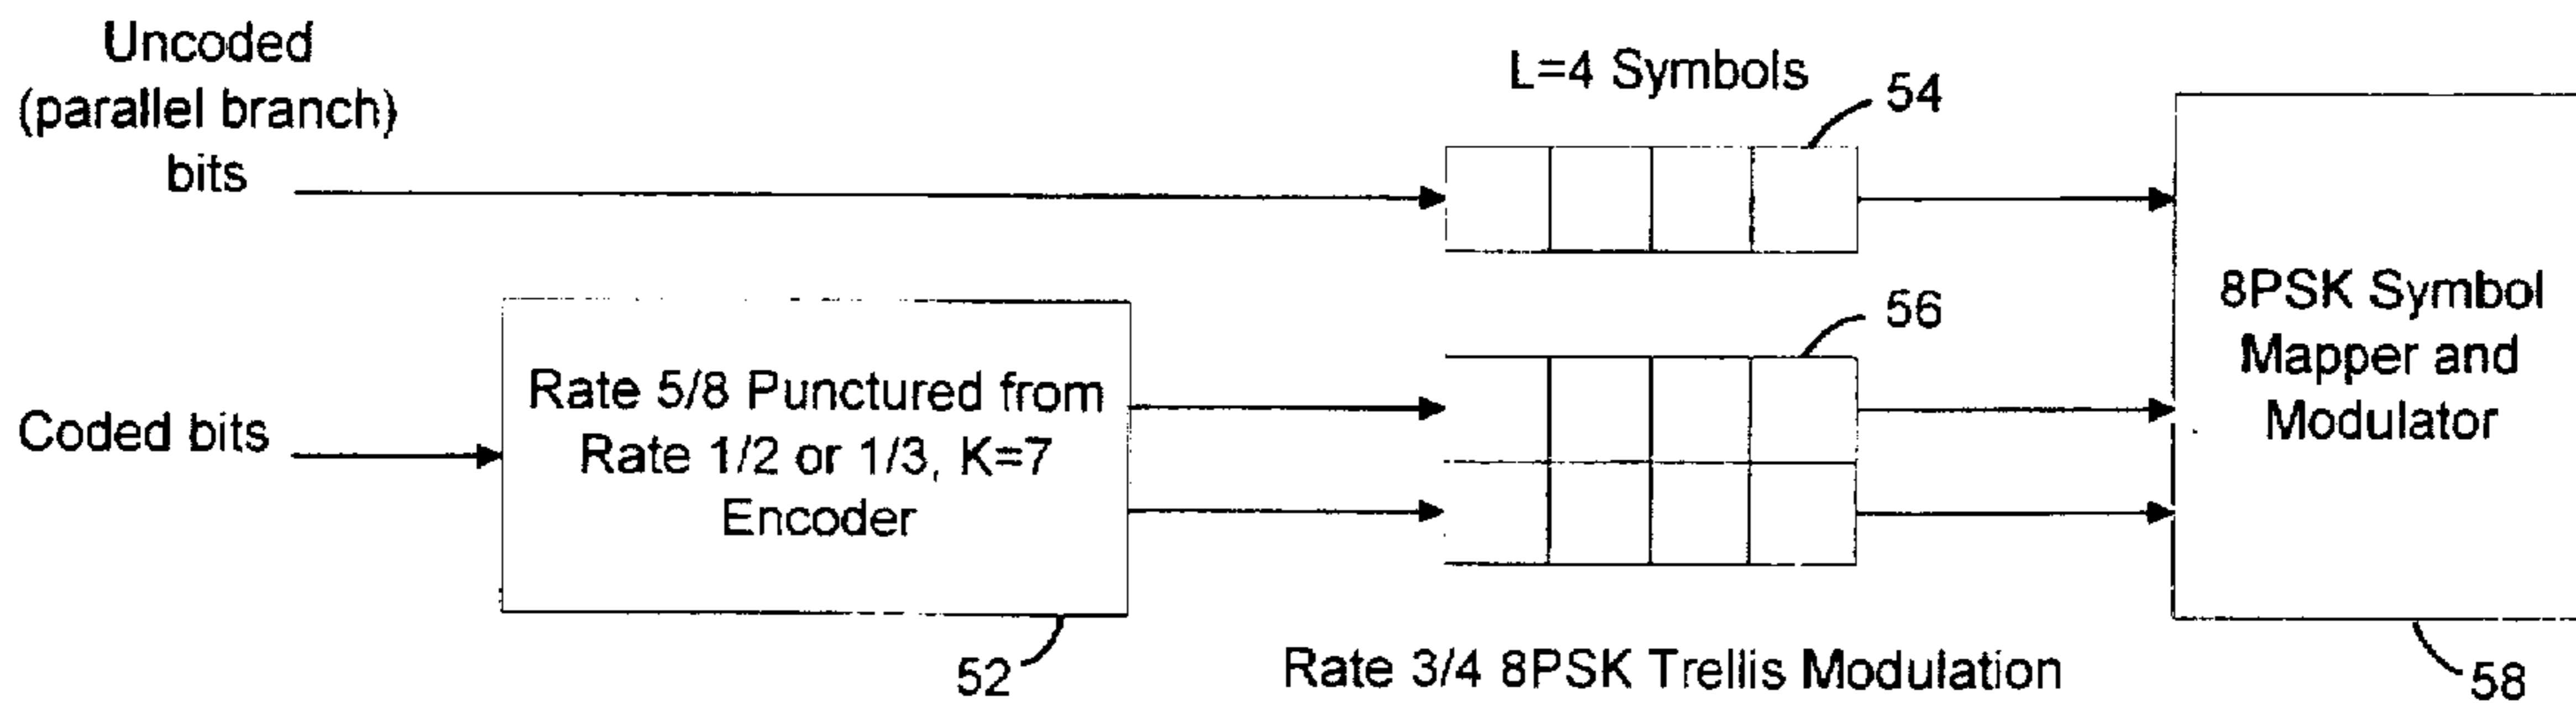 Uncoded
(parallel branch)
bits
L=4 Symbols
54
Coded bits
Rate 5/8 Punctured from
Rate 1/2 or 1/3, K=7
Encoder
52
56
8PSK Symbol
Mapper and
Modulator
58
Rate 3/4 8PSK Trellis Modulation